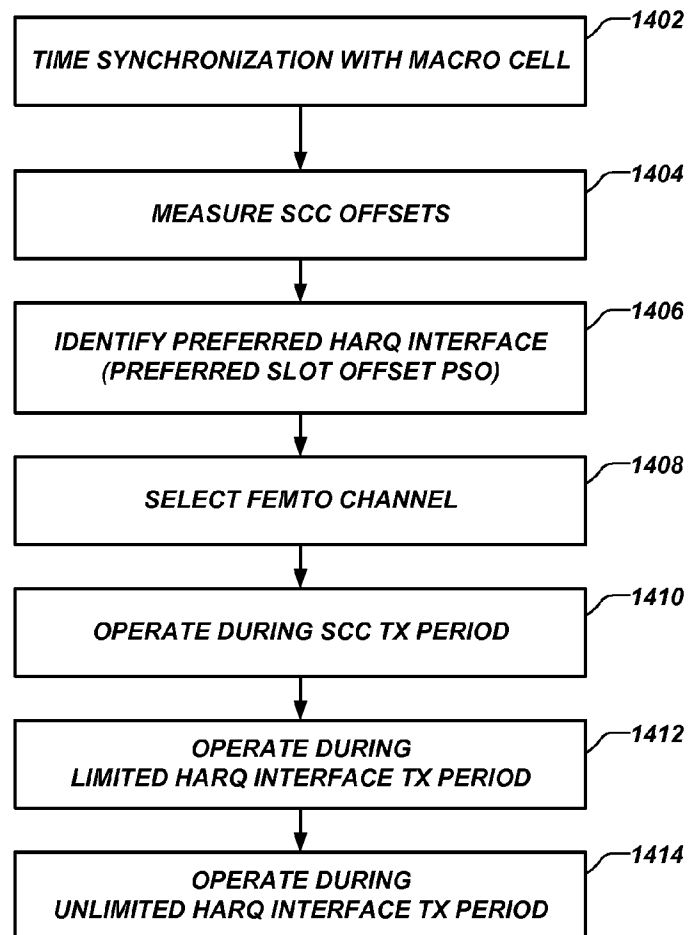 1402
TIME SYNCHRONIZATION WITH MACRO CELL
1404
MEASURE SCC OFFSETS
1406
IDENTIFY PREFERRED HARQ INTERFACE
(PREFERRED SLOT OFFSET PSO)
1408
SELECT FEMTO CHANNEL
1410
OPERATE DURING SCC TX PERIOD
1412
OPERATE DURING
LIMITED HARQ INTERFACE TX PERIOD
1414
OPERATE DURING
UNLIMITED HARQ INTERFACE TX PERIOD